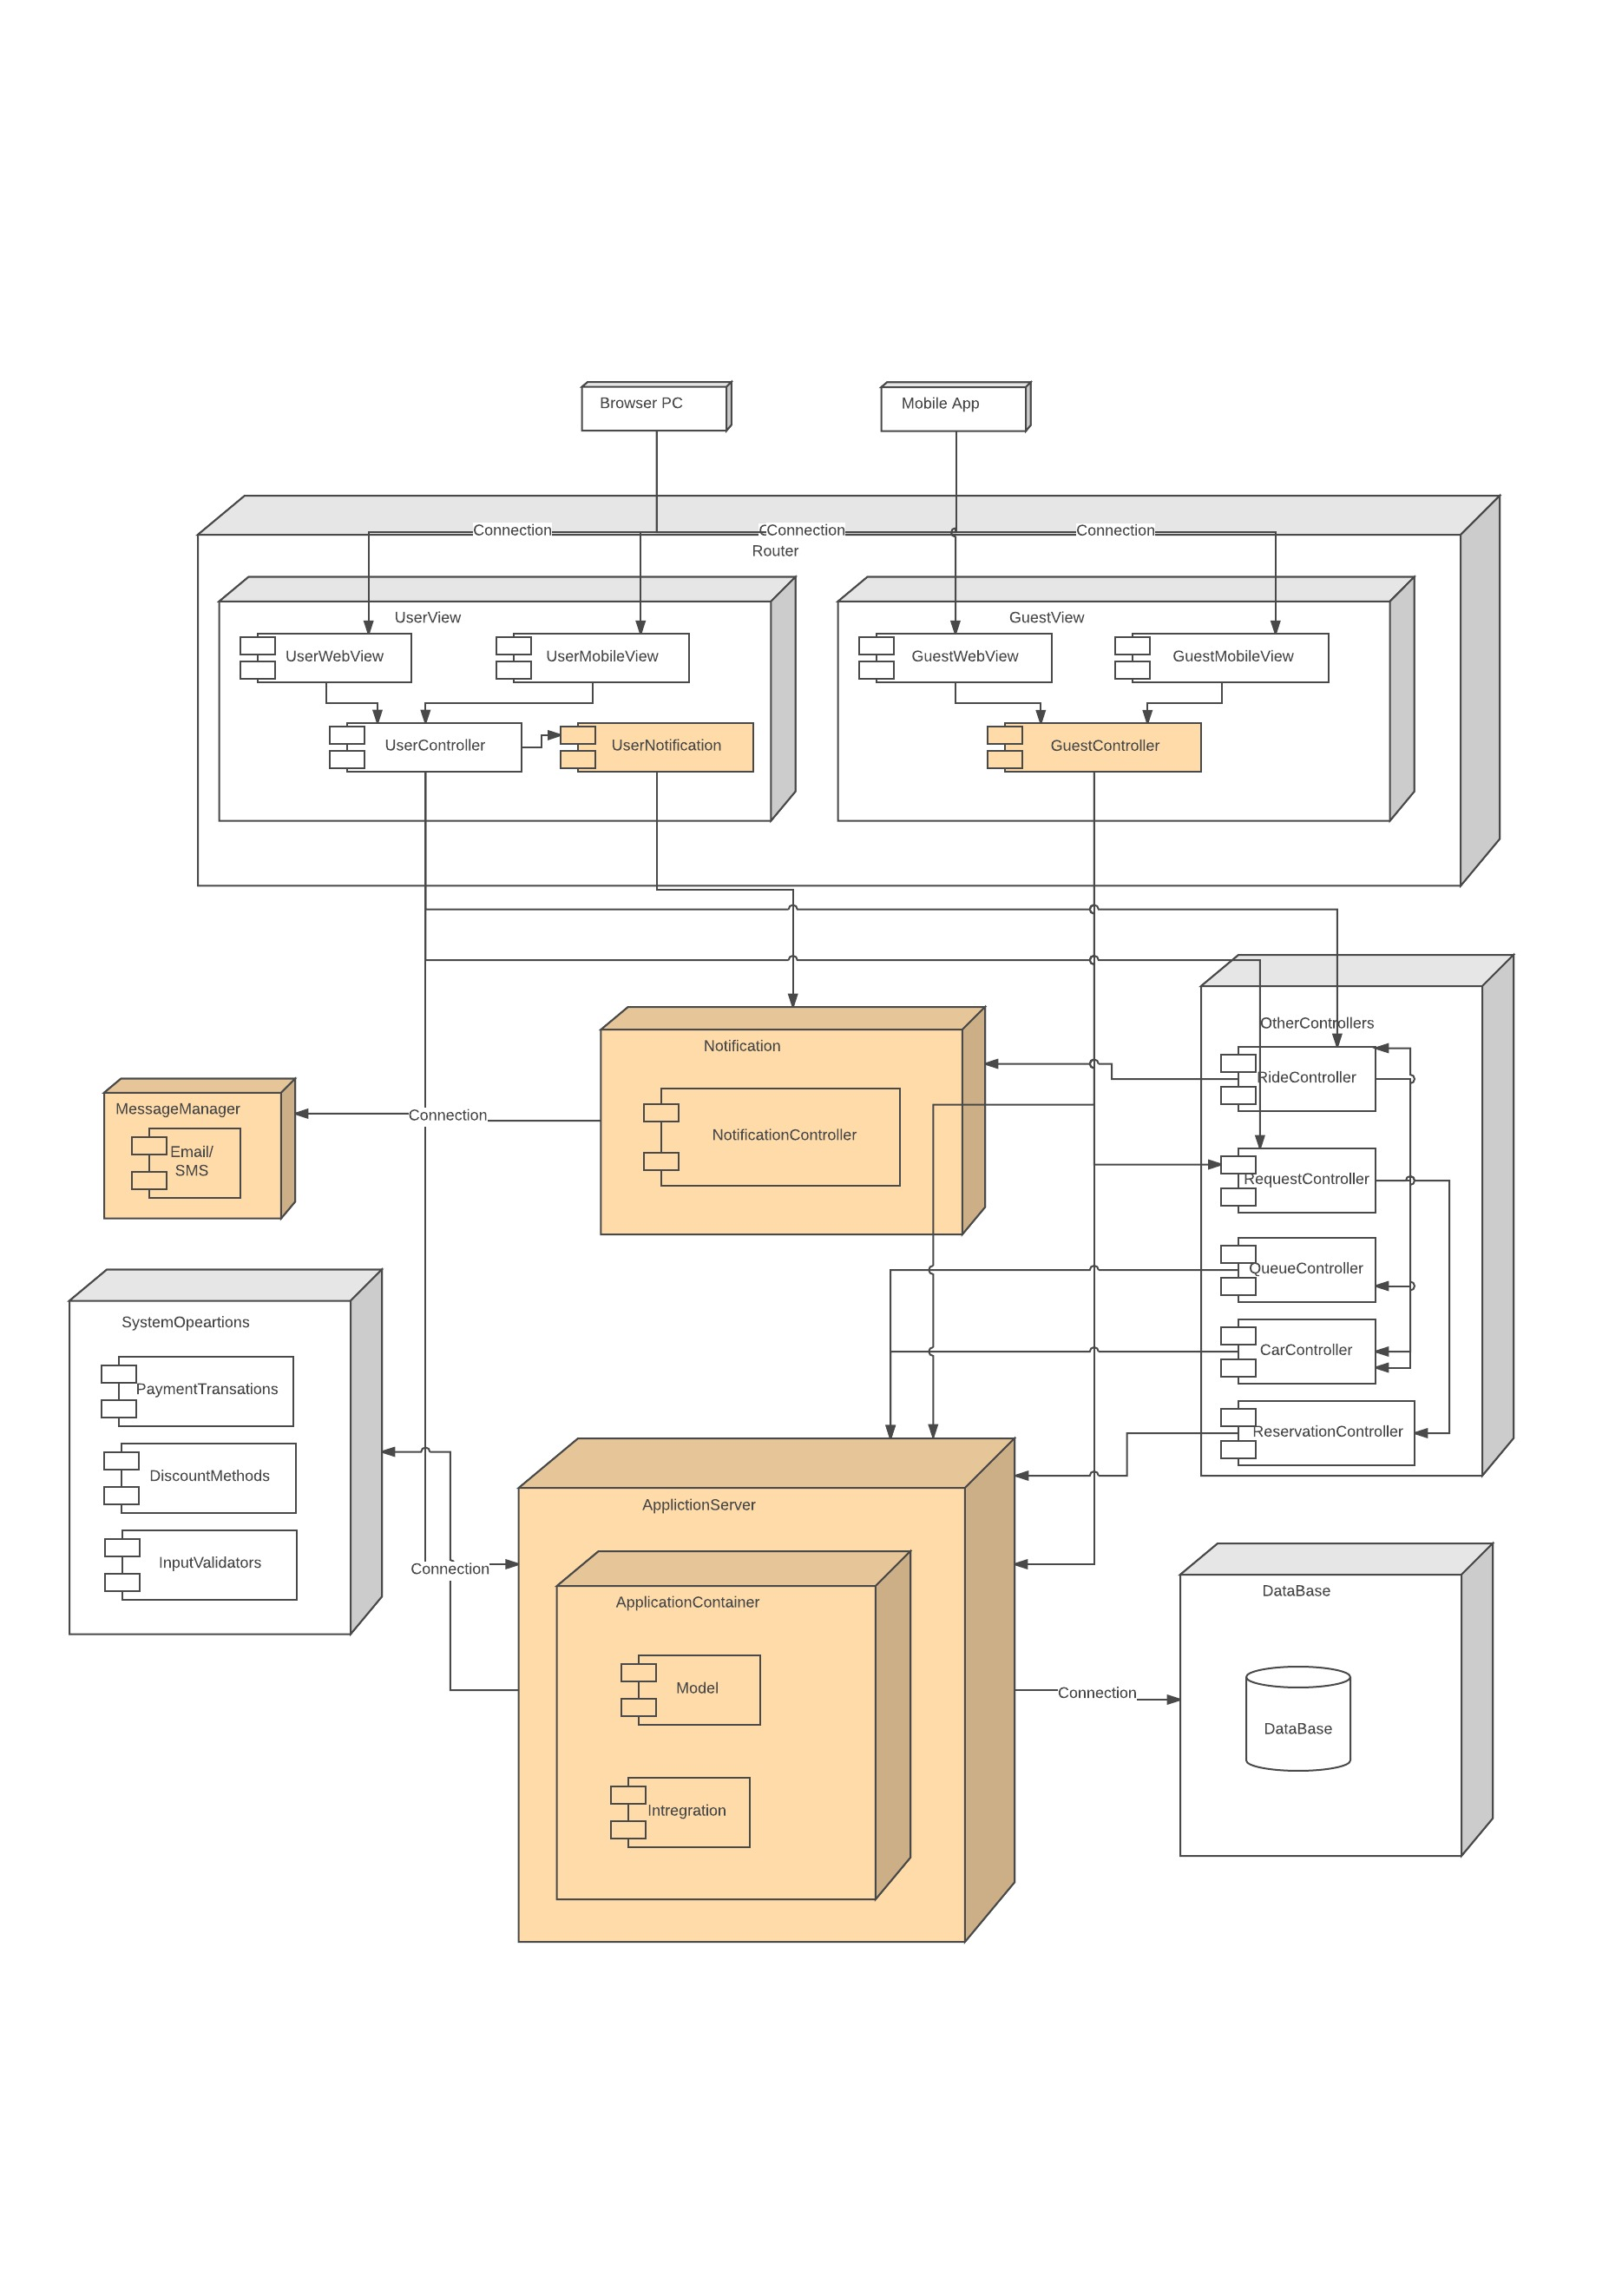 Browser PC
Mobile App
Connection
Connection
Connection
Router
UserView
GuestView
UserWebView
UserMobileView
GuestWebView
GuestMobileView
UserController
UserNotification
GuestController
OtherControllers
Notification
RideController
MessageManager
Connection
NotificationController
Email/
SMS
RequestController
QueueController
SystemOpeartions
CarController
PaymentTransations
ReservationController
DiscountMethods
ApplictionServer
InputValidators
Connection
DataBase
ApplicationContainer
Model
Connection
DataBase
Intregration